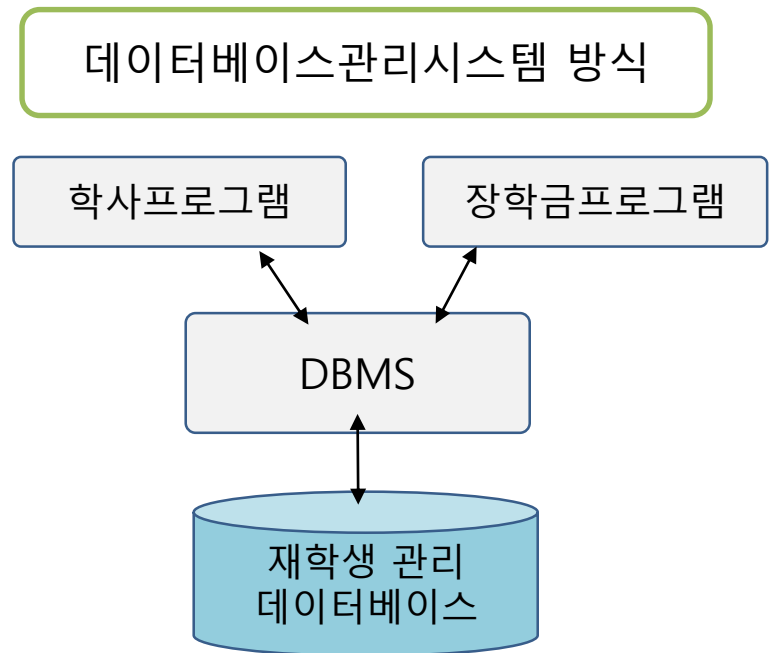 데이터베이스관리시스템 방식
학사프로그램
장학금프로그램
DBMS
재학생 관리
데이터베이스